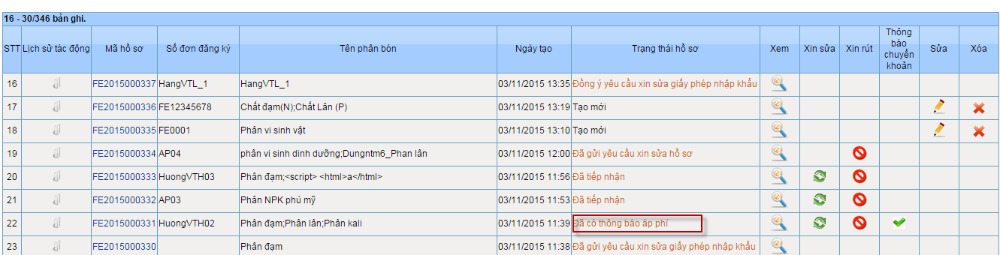 16 - 30/346 bản ghi.
STT Lịch sử tác động Mã hồ sơ Số đơn đăng ký Tên phân bón Ngày tạo Trạng thái hồ sơ Xem Xin sửa Xin rút Thông báo chuyển khoản Sửa Xóa
16 FE2015000337 HangVTL_1 HangVTL_1 03/11/2015 13:35 Đồng ý yêu cầu xin sửa giấy phép nhập khẩu
17 FE2015000336 FE12345678 Chất đạm(N);Chất Lân (P) 03/11/2015 13:19 Tạo mới
18 FE2015000335 FE0001 Phân vi sinh vật 03/11/2015 13:10 Tạo mới
19 FE2015000334 AP04 phân vi sinh dinh dưỡng;Dungntm6_Phan lân 03/11/2015 12:00 Đã gửi yêu cầu xin sửa hồ sơ
20 FE2015000333 HuongVTH03 Phân đạm;<script> <html>a</html> 03/11/2015 11:56 Đã tiếp nhận
21 FE2015000332 AP03 Phân NPK phú mỹ 03/11/2015 11:53 Đã tiếp nhận
22 FE2015000331 HuongVTH02 Phân đạm;Phân lân;Phân kali 03/11/2015 11:39 Đã có thông báo áp phí
23 FE2015000330 Phân đạm 03/11/2015 11:38 Đã gửi yêu cầu xin sửa giấy phép nhập khẩu